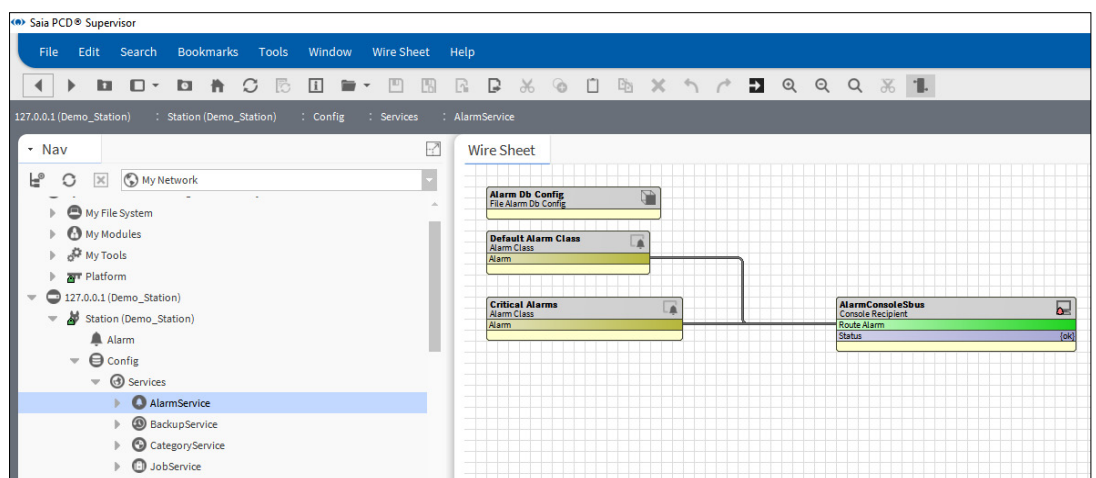 Saia PCD® Supervisor
File Edit Search Bookmarks Tools Window Wire Sheet Help
127.0.0.1 (Demo_Station) : Station (Demo_Station) : Config : Services : AlarmService
Nav
My Network
My File System
My Modules
My Tools
Platform
127.0.0.1 (Demo_Station)
Station (Demo_Station)
Alarm
Config
Services
AlarmService
BackupService
CategoryService
JobService
Wire Sheet
Alarm Db Config
File Alarm Db Config
Default Alarm Class
Alarm Class
Alarm
Critical Alarms
Alarm Class
Alarm
AlarmConsoleSbus
Console Recipient
Route Alarm
Status {ok}